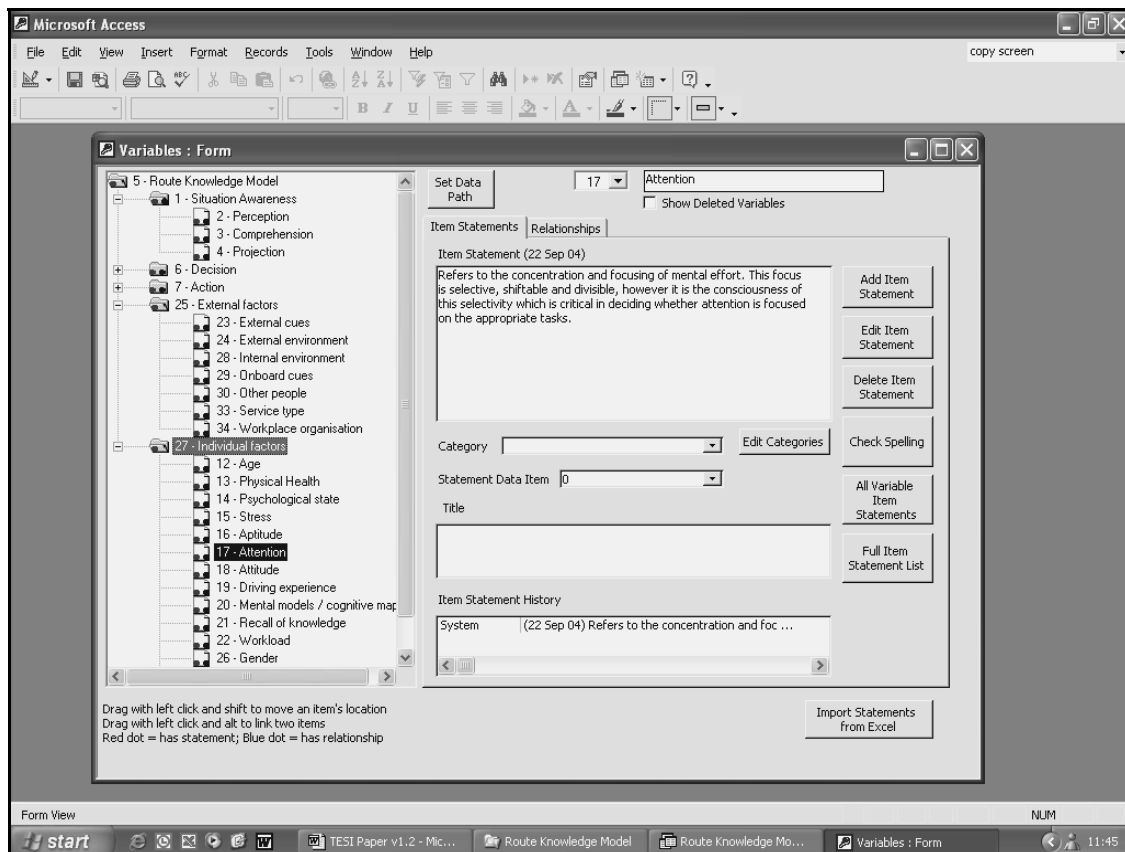 Microsoft Access
File Edit View Insert Format Records Tools Window Help
copy screen
ABC
B I U A
Variables : Form
5 - Route Knowledge Model
1 - Situation Awareness
2 - Perception
3 - Comprehension
4 - Projection
6 - Decision
7 - Action
25 - External factors
23 - External cues
24 - External environment
28 - Internal environment
29 - Onboard cues
30 - Other people
33 - Service type
34 - Workplace organisation
27 - Individual factors
12 - Age
13 - Physical Health
14 - Psychological state
15 - Stress
16 - Aptitude
17 - Attention
18 - Attitude
19 - Driving experience
20 - Mental models / cognitive map
21 - Recall of knowledge
22 - Workload
26 - Gender
Drag with left click and shift to move an item's location
Drag with left click and alt to link two items
Red dot = has statement; Blue dot = has relationship
Set Data
Path
17
Attention
Show Deleted Variables
Item Statements
Relationships
Item Statement (22 Sep 04)
Refers to the concentration and focusing of mental effort. This focus
is selective, shiftable and divisible, however it is the consciousness of
this selectivity which is critical in deciding whether attention is focused
on the appropriate tasks.
Category
Edit Categories
Statement Data Item 0
Title
Item Statement History
System (22 Sep 04) Refers to the concentration and foc ...
Add Item
Statement
Edit Item
Statement
Delete Item
Statement
Check Spelling
All Variable
Item
Statements
Full Item
Statement List
Import Statements
from Excel
Form View
NUM
start
TESI Paper v1.2 - Mic...
Route Knowledge Model
Route Knowledge Mo...
Variables : Form
11:45